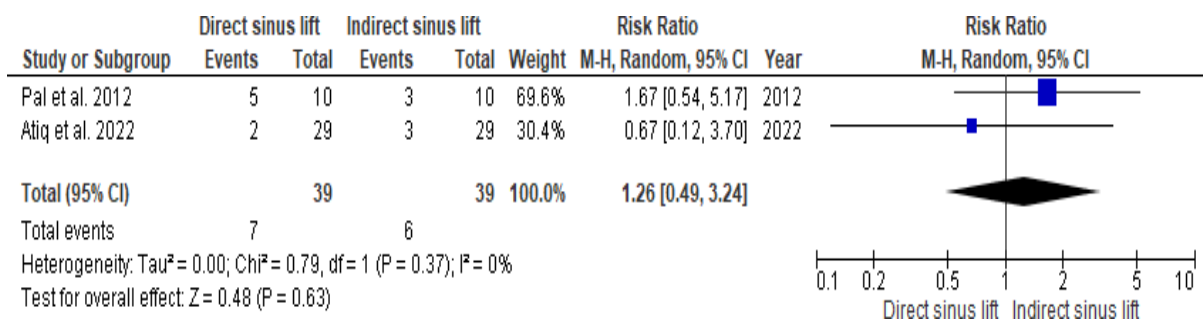 Direct sinus lift Indirect sinus lift Risk Ratio Risk Ratio
Study or Subgroup Events Total Events Total Weight M-H, Random, 95% CI Year M-H, Random, 95% CI
Pal et al. 2012 5 10 3 10 69.6% 1.67 [0.54, 5.17] 2012
Atiq et al. 2022 2 29 3 29 30.4% 0.67 [0.12, 3.70] 2022
Total (95% CI) 39 39 100.0% 1.26 [0.49, 3.24]
Total events 7 6
Heterogeneity: Tau² = 0.00; Chi² = 0.79, df = 1 (P = 0.37); I² = 0%
Test for overall effect: Z = 0.48 (P = 0.63)
0.1 0.2 0.5 1 2 5 10
Direct sinus lift Indirect sinus lift